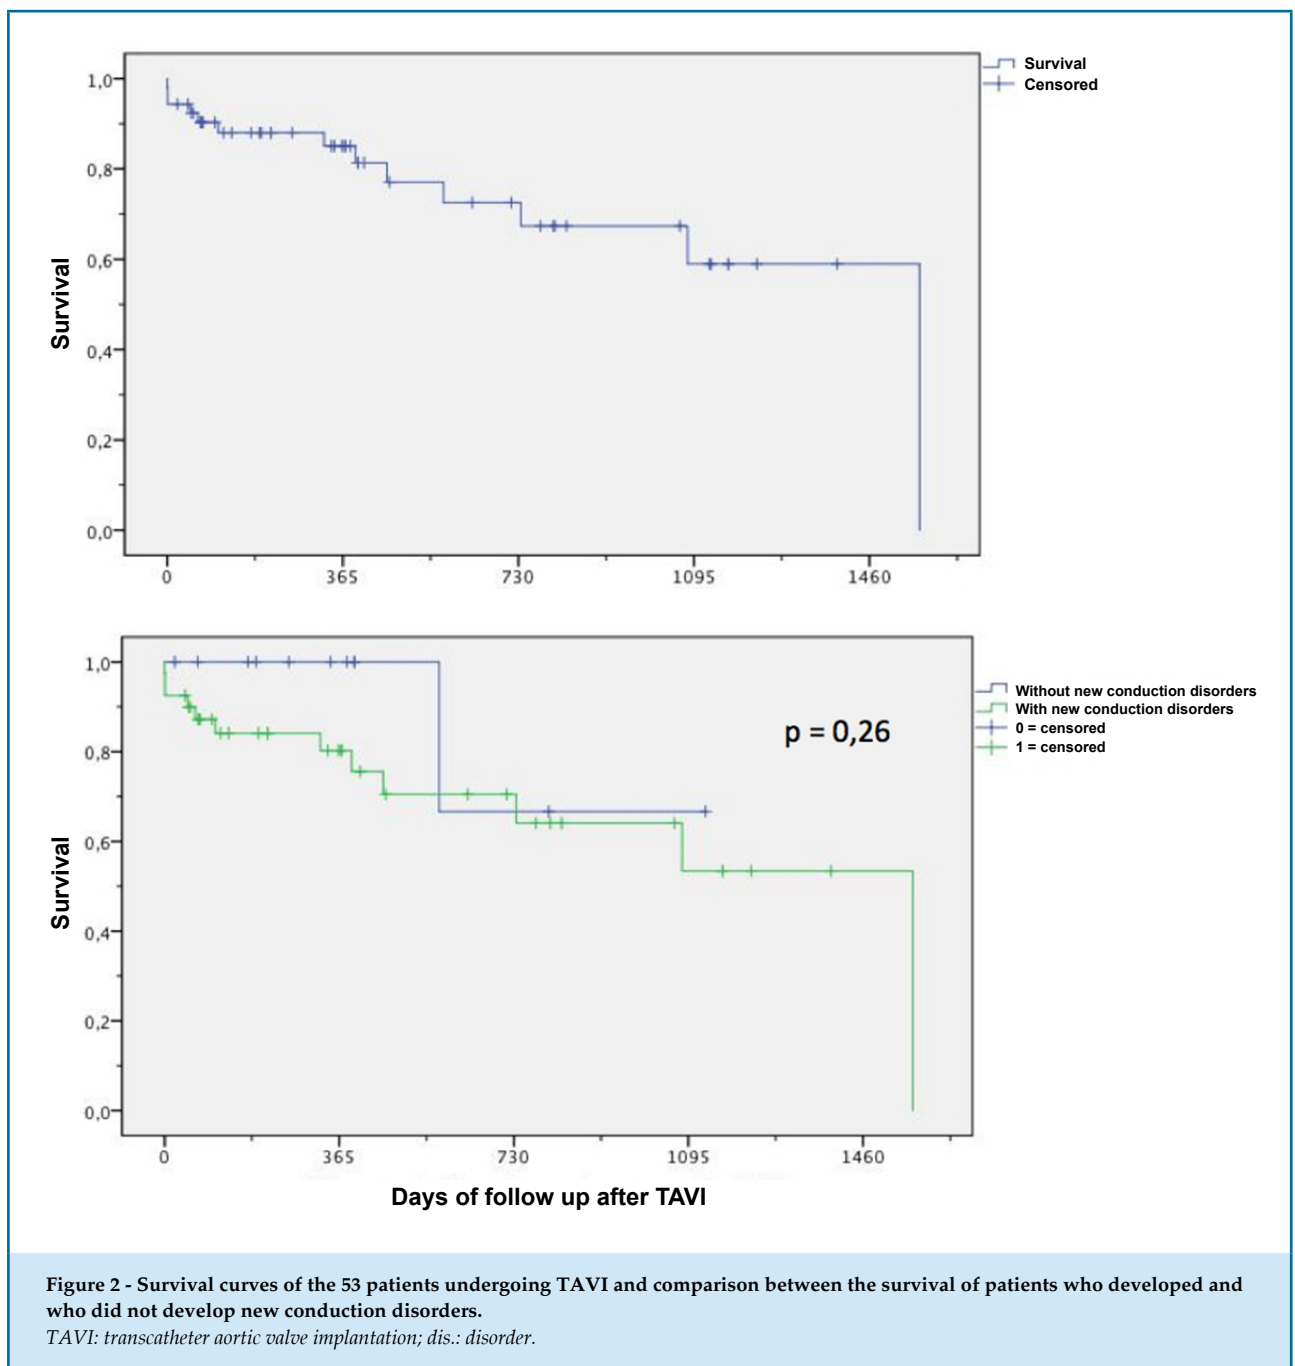 Survival
Censored
1,0
0,8
0,6
0,4
0,2
0,0
Survival
0 365 730 1095 1460
Without new conduction disorders
With new conduction disorders
0 = censored
1 = censored
p = 0,26
1,0
0,8
0,6
0,4
0,2
0,0
Survival
0 365 730 1095 1460
Days of follow up after TAVI
Figure 2 - Survival curves of the 53 patients undergoing TAVI and comparison between the survival of patients who developed and
who did not develop new conduction disorders.
TAVI: transcatheter aortic valve implantation; dis.: disorder.